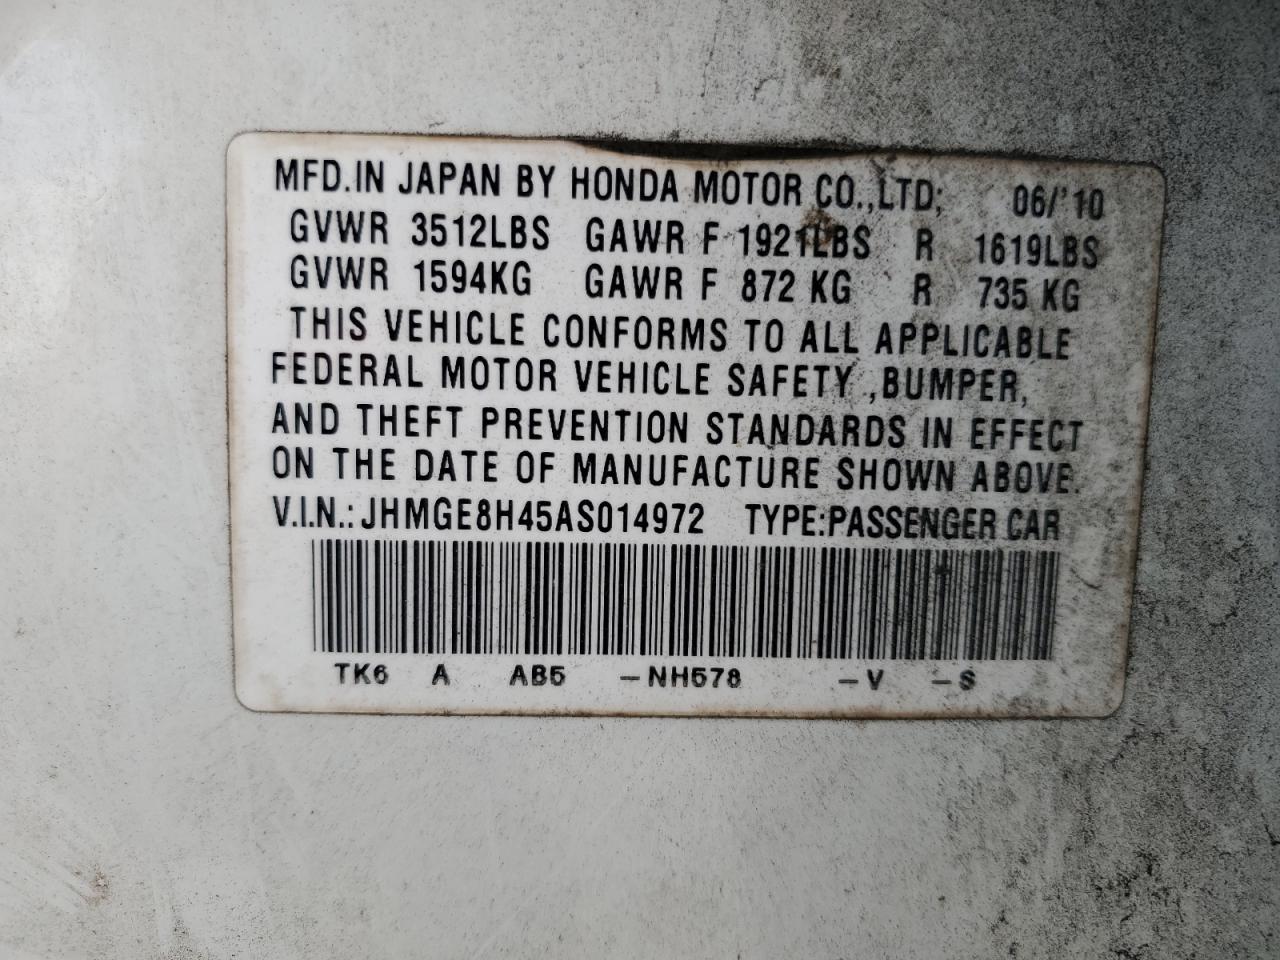 MFD.IN JAPAN BY HONDA MOTOR CO.,LTD; 06/'10
GVWR 3512LBS GAWR F 1921LBS R 1619LBS
GVWR 1594KG GAWR F 872 KG R 735 KG
THIS VEHICLE CONFORMS TO ALL APPLICABLE
FEDERAL MOTOR VEHICLE SAFETY ,BUMPER,
AND THEFT PREVENTION STANDARDS IN EFFECT
ON THE DATE OF MANUFACTURE SHOWN ABOVE.
V.I.N.: JHMGE8H45AS014972 TYPE:PASSENGER CAR
TK6 A AB5 -NH578 -V -S